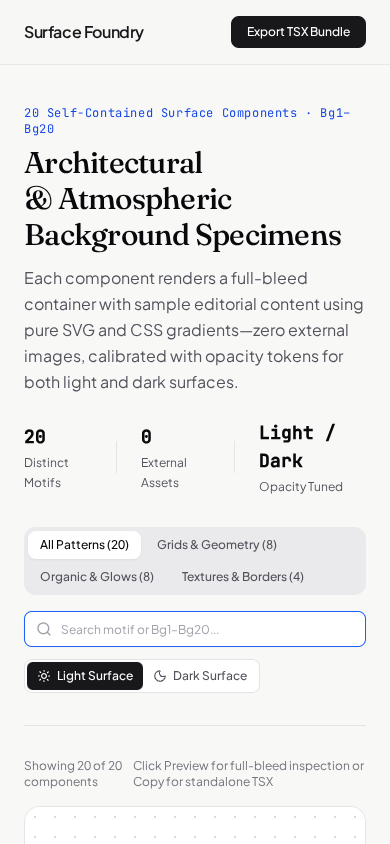 Surface Foundry
Export TSX Bundle
20 Self-Contained Surface Components · Bg1–
Bg20
Architectural
& Atmospheric
Background Specimens
Each component renders a full-bleed
container with sample editorial content using
pure SVG and CSS gradients—zero external
images, calibrated with opacity tokens for
both light and dark surfaces.
20
Distinct
Motifs
0
External
Assets
Light /
Dark
Opacity Tuned
All Patterns (20)
Grids & Geometry (8)
Organic & Glows (8)
Textures & Borders (4)
Search motif or Bg1–Bg20...
Light Surface
Dark Surface
Showing 20 of 20
components
Click Preview for full-bleed inspection or
Copy for standalone TSX